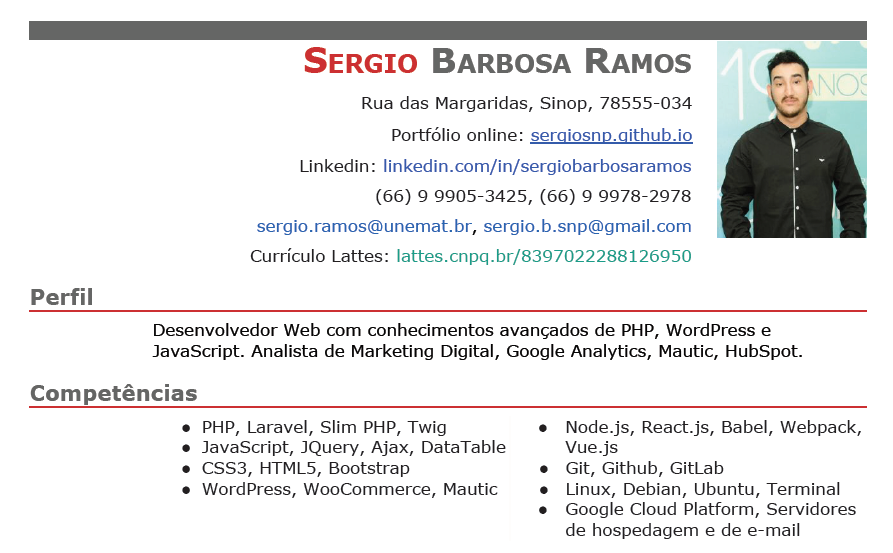 Sergio Barbosa Ramos
Rua das Margaridas, Sinop, 78555-034
Portfólio online: sergiosnp.github.io
Linkedin: linkedin.com/in/sergiobarbosaramos
(66) 9 9905-3425, (66) 9 9978-2978
sergio.ramos@unemat.br, sergio.b.snp@gmail.com
Currículo Lattes: lattes.cnpq.br/8397022288126950
19
ANOS
Perfil
Desenvolvedor Web com conhecimentos avançados de PHP, WordPress e
JavaScript. Analista de Marketing Digital, Google Analytics, Mautic, HubSpot.
Competências
● PHP, Laravel, Slim PHP, Twig
● JavaScript, JQuery, Ajax, DataTable
● CSS3, HTML5, Bootstrap
● WordPress, WooCommerce, Mautic
● Node.js, React.js, Babel, Webpack,
Vue.js
● Git, Github, GitLab
● Linux, Debian, Ubuntu, Terminal
● Google Cloud Platform, Servidores
de hospedagem e de e-mail